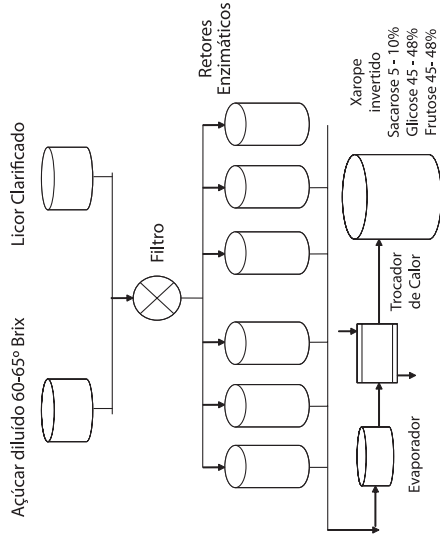 Açúcar diluído 60-65º Brix
Licor Clarificado
Filtro
Retores
Enzimáticos
Evaporador
Trocador
de Calor
Xarope
invertido
Sacarose 5 - 10%
Glicose 45 - 48%
Frutose 45- 48%